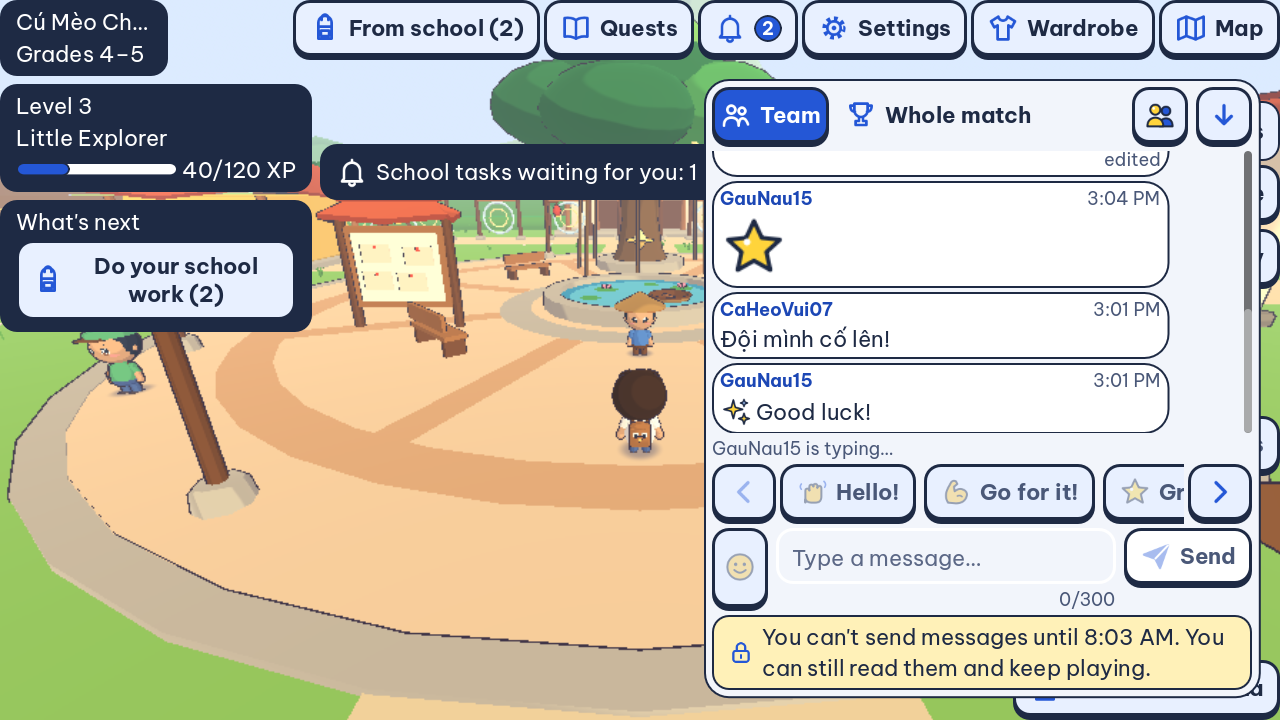 Cú Mèo Ch...
Grades 4–5
From school (2)
Quests
2
Settings
Wardrobe
Map
Level 3
Little Explorer
40/120 XP
School tasks waiting for you: 1
What's next
Do your school
work (2)
Team
Whole match
edited
GauNau15
3:04 PM
CaHeoVui07
3:01 PM
Đội mình cố lên!
GauNau15
3:01 PM
Good luck!
GauNau15 is typing...
Hello!
Go for it!
Gr
Type a message...
Send
0/300
You can't send messages until 8:03 AM. You
can still read them and keep playing.